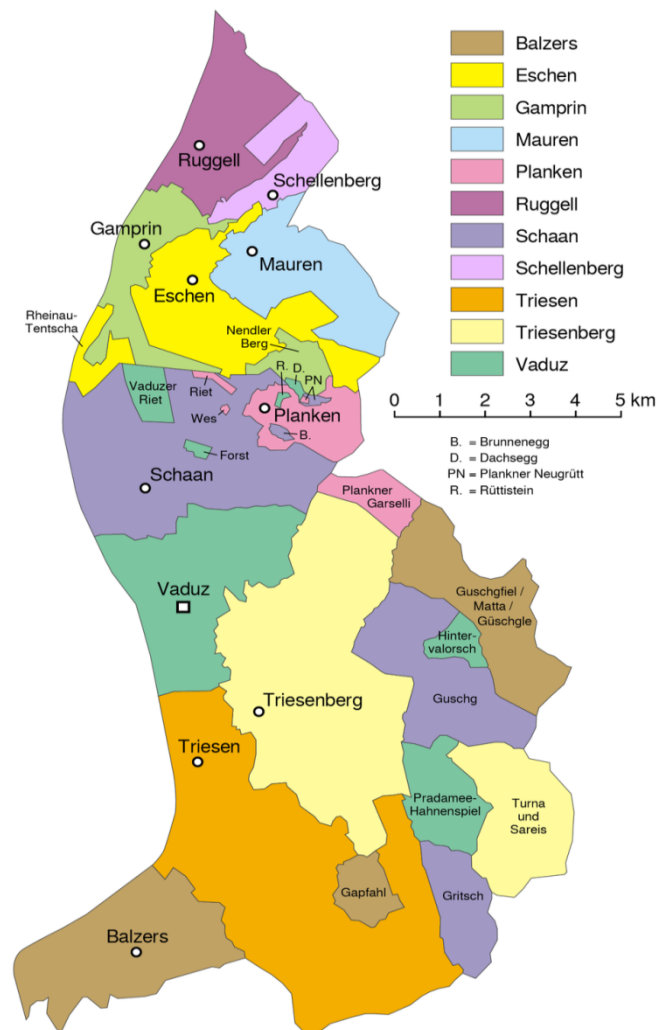 Balzers
Eschen
Gamprin
Mauren
Planken
Ruggell
Schaan
Schellenberg
Triesen
Triesenberg
Vaduz
0 1 2 3 4 5 km
B. = Brunnenegg
D. = Dachsegg
PN = Plankner Neugrütt
R. = Rüttistein
Ruggell
Schellenberg
Gamprin
Mauren
Eschen
Rheinau-
Tentscha
Nendler
Berg
R.
D.
PN
Vaduzer
Riet
Riet
Wes
Planken
B.
Forst
Schaan
Plankner
Garselli
Vaduz
Guschgfiel /
Matta /
Güschgle
Hinter-
valorsch
Guschg
Triesenberg
Triesen
Pradamee-
Hahnenspiel
Turna
und
Sareis
Gapfahl
Gritsch
Balzers